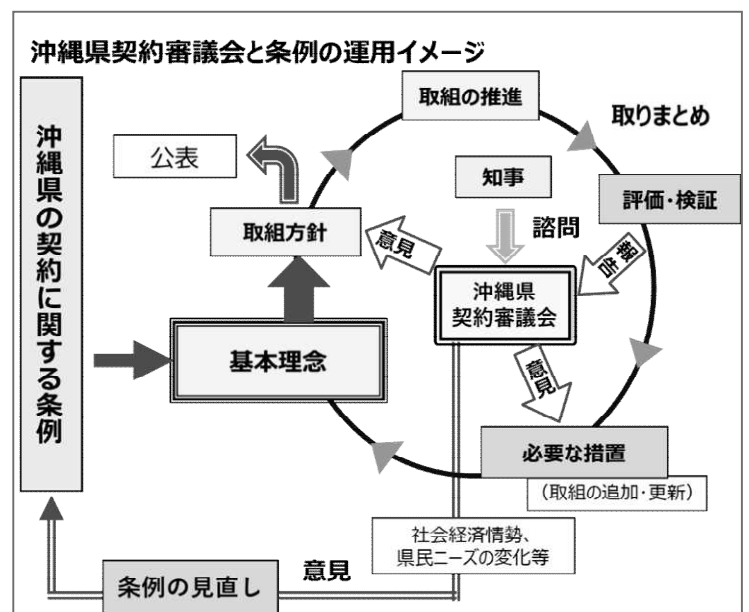 沖縄県契約審議会と条例の運用イメージ
沖縄県の契約に関する条例
取組の推進
取りまとめ
公表
知事
評価・検証
取組方針
意見
諮問
報告
沖縄県
契約審議会
基本理念
意見
必要な措置
（取組の追加・更新）
社会経済情勢、
県民ニーズの変化等
意見
条例の見直し